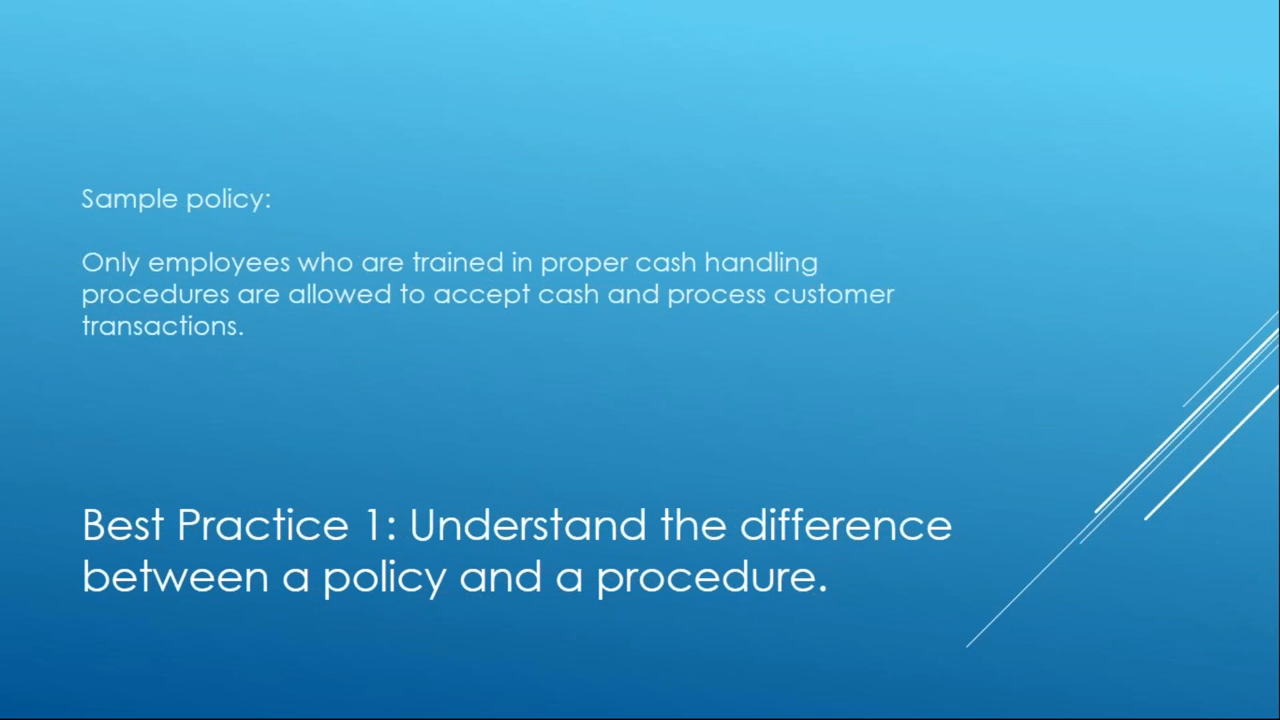 Sample policy:
Only employees who are trained in proper cash handling
procedures are allowed to accept cash and process customer
transactions.
Best Practice 1: Understand the difference
between a policy and a procedure.